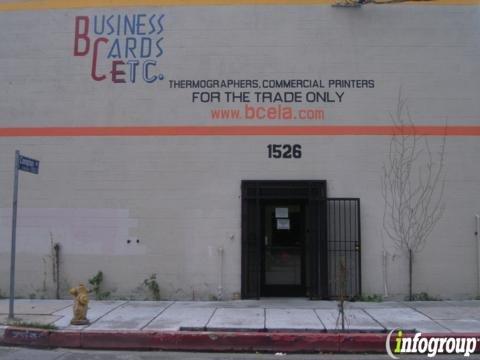 BUSINESS
CARDS
ETC.
THERMOGRAPHERS, COMMERCIAL PRINTERS
FOR THE TRADE ONLY
www.bcela.com
1526
infogroup